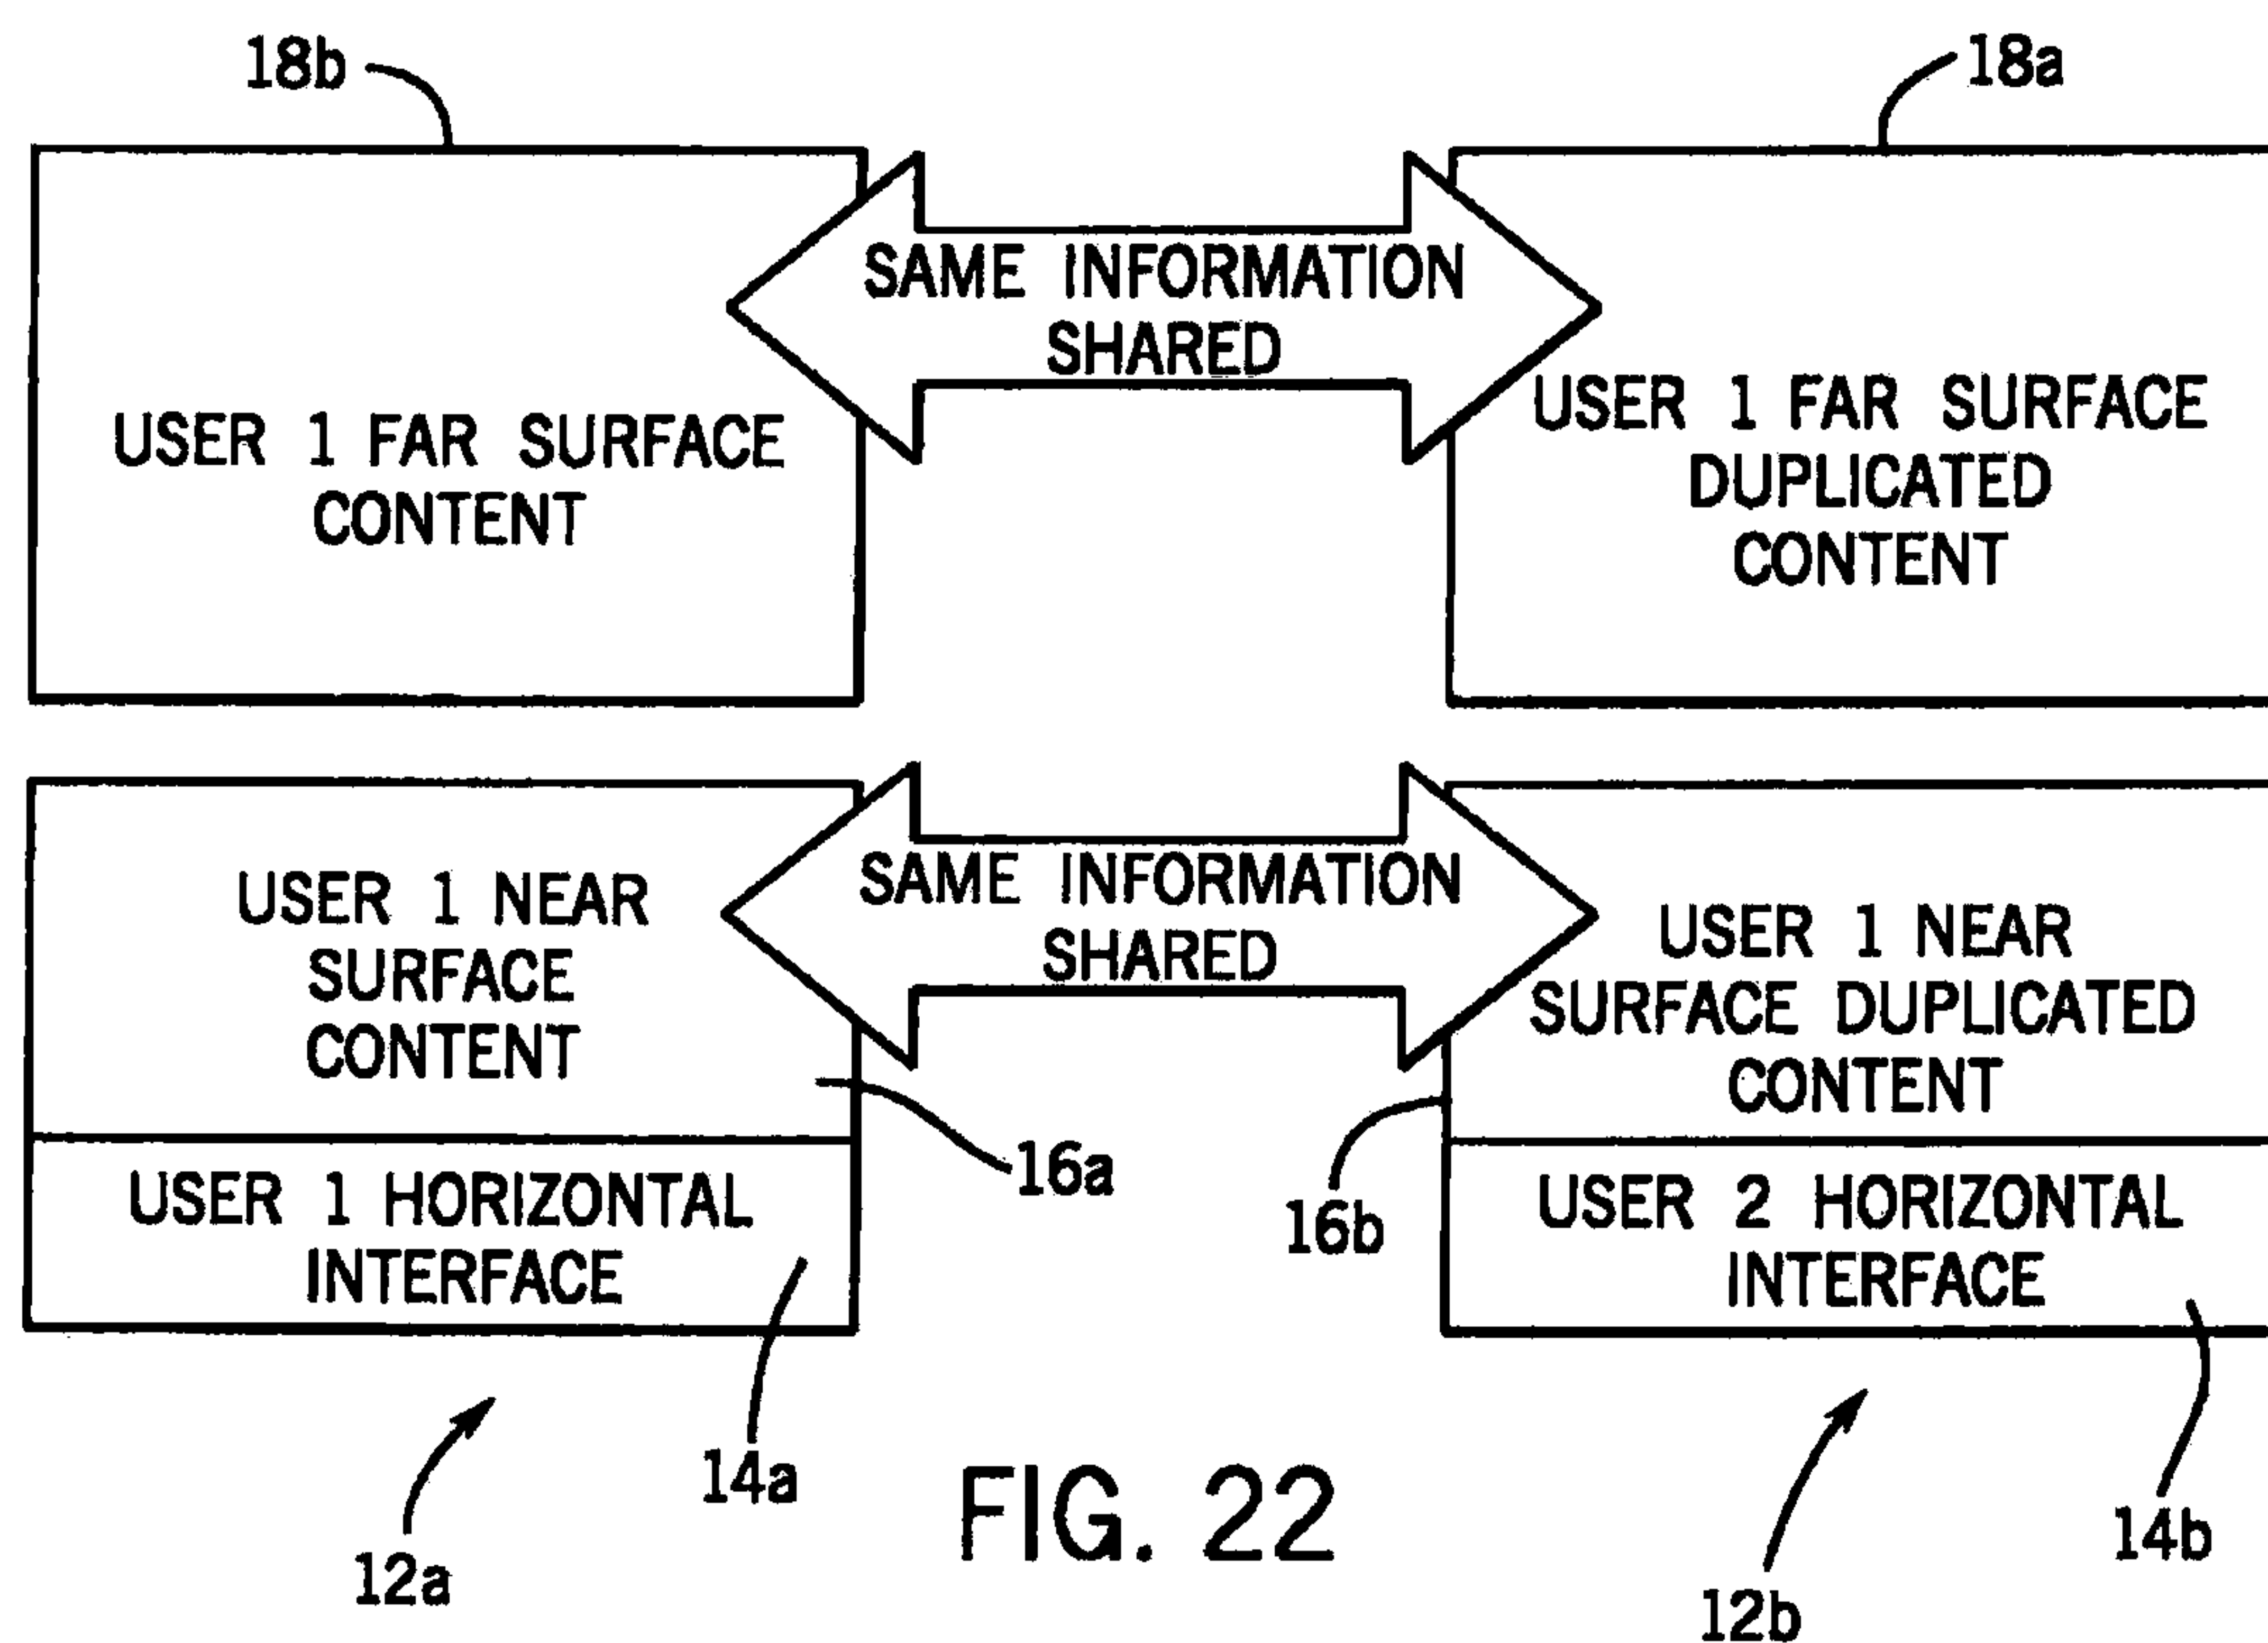 18b
18a
SAME INFORMATION
SHARED
USER 1 FAR SURFACE
CONTENT
USER 1 FAR SURFACE
DUPLICATED
CONTENT
SAME INFORMATION
SHARED
USER 1 NEAR
SURFACE
CONTENT
USER 1 NEAR
SURFACE DUPLICATED
CONTENT
16a
16b
USER 1 HORIZONTAL
INTERFACE
USER 2 HORIZONTAL
INTERFACE
14a
14b
12a
12b
FIG. 22